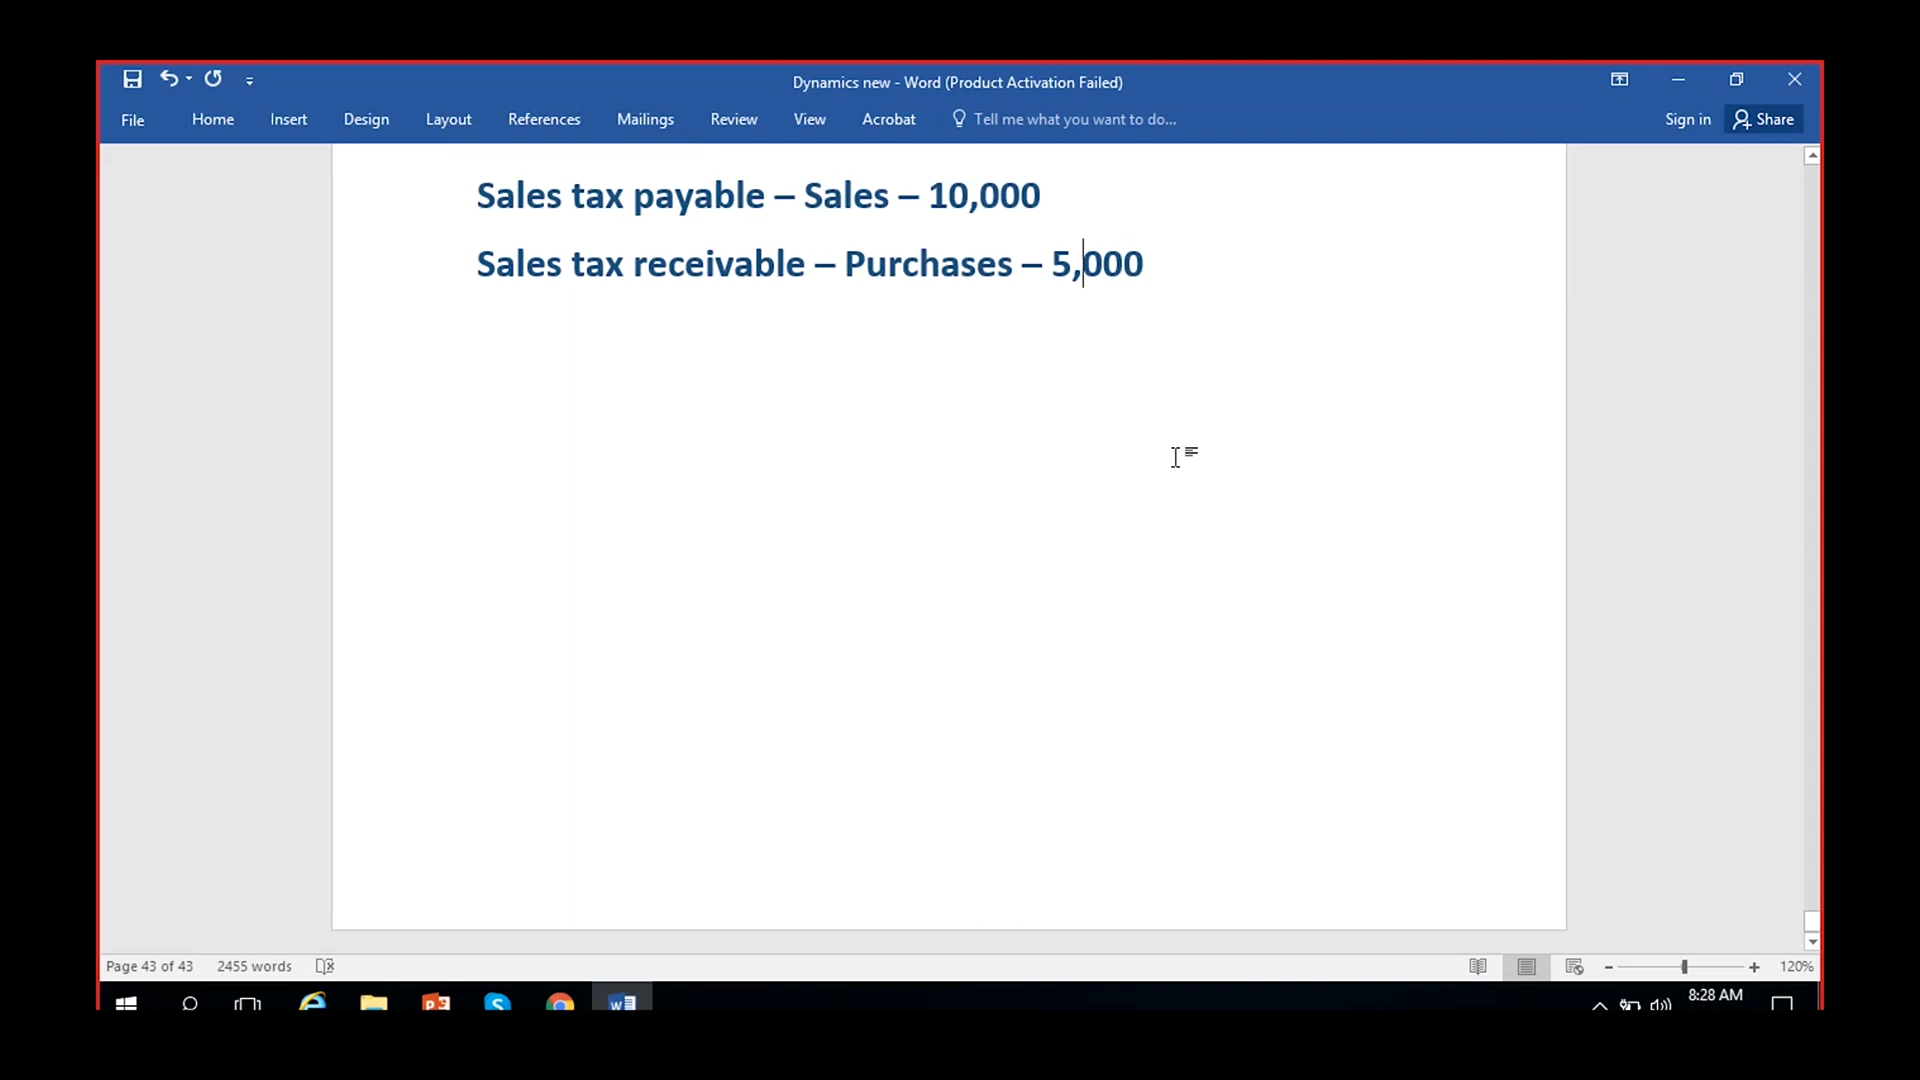 Dynamics new - Word (Product Activation Failed)
File Home Insert Design Layout References Mailings Review View Acrobat Tell me what you want to do... Sign in Share
Sales tax payable – Sales – 10,000
Sales tax receivable – Purchases – 5,000
Page 43 of 43 2455 words 120%
8:28 AM